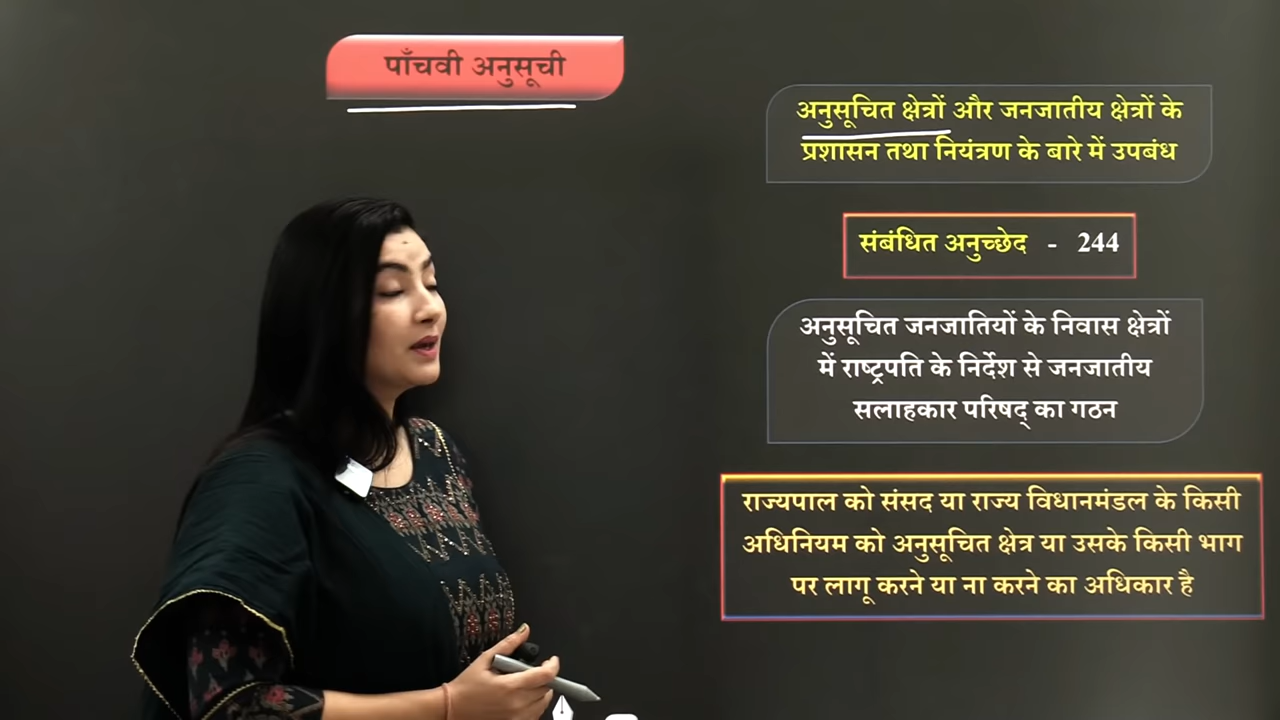 पाँचवी अनुसूची
अनुसूचित क्षेत्रों और जनजातीय क्षेत्रों के
प्रशासन तथा नियंत्रण के बारे में उपबंध
संबंधित अनुच्छेद - 244
अनुसूचित जनजातियों के निवास क्षेत्रों
में राष्ट्रपति के निर्देश से जनजातीय
सलाहकार परिषद् का गठन
राज्यपाल को संसद या राज्य विधानमंडल के किसी
अधिनियम को अनुसूचित क्षेत्र या उसके किसी भाग
पर लागू करने या ना करने का अधिकार है